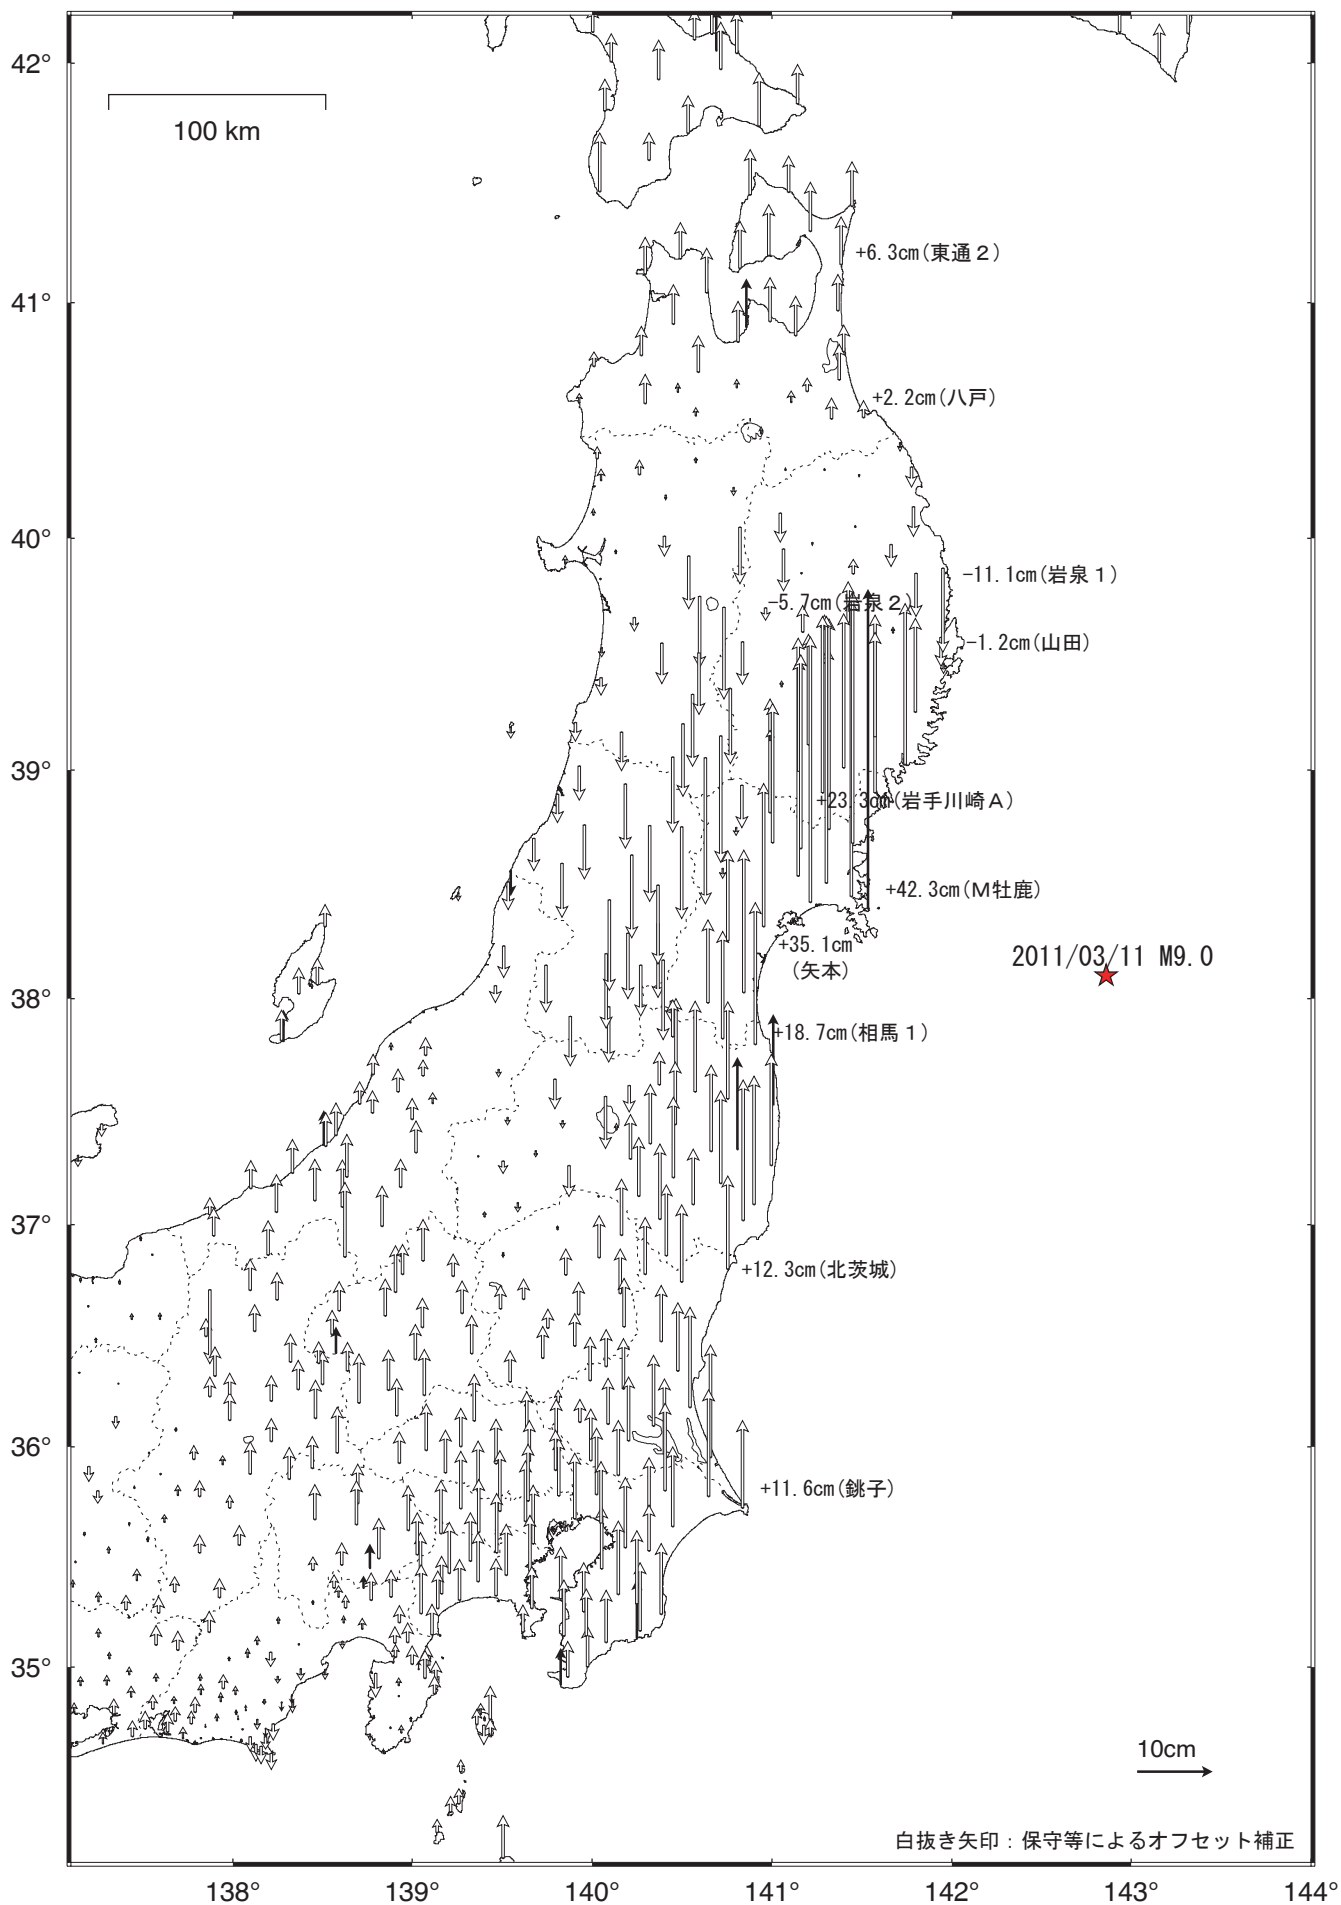 42°
100 km
+6.3cm(東通２)
41°
+2.2cm(八戸)
40°
-11.1cm(岩泉１)
-5.7cm(岩泉２)
-1.2cm(山田)
39°
+23.3cm(岩手川崎Ａ)
+42.3cm(Ｍ牡鹿)
+35.1cm
(矢本)
2011/03/11 M9.0
38°
+18.7cm(相馬１)
37°
+12.3cm(北茨城)
36°
+11.6cm(銚子)
35°
10cm
白抜き矢印：保守等によるオフセット補正
138° 139° 140° 141° 142° 143° 144°